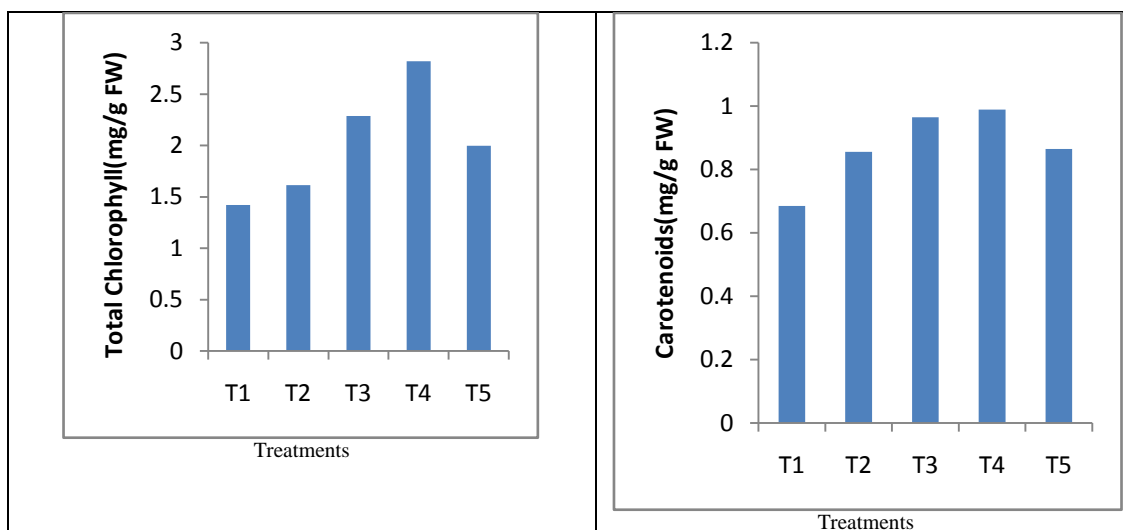 Total Chlorophyll(mg/g FW)
3
2.5
2
1.5
1
0.5
0
T1 T2 T3 T4 T5
Treatments
Carotenoids(mg/g FW)
1.2
1
0.8
0.6
0.4
0.2
0
T1 T2 T3 T4 T5
Treatments